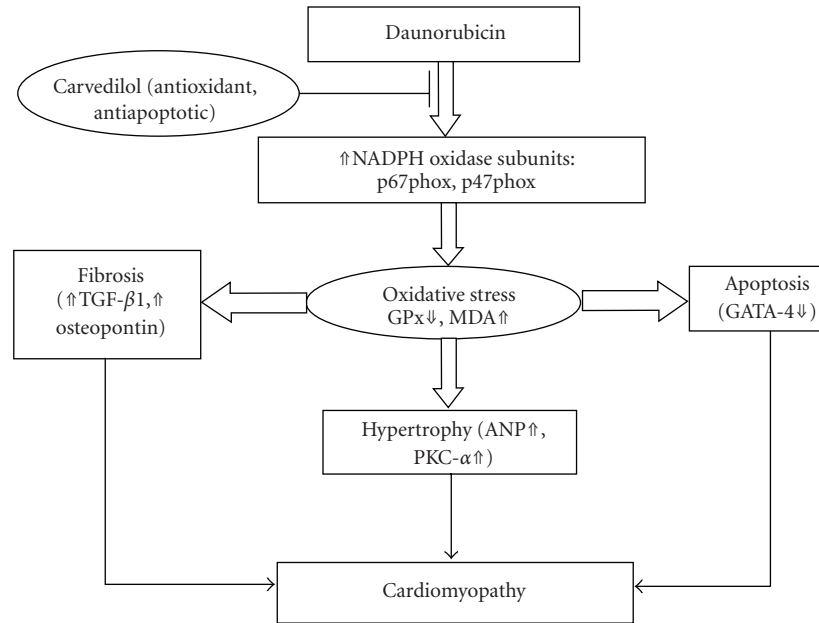 Daunorubicin
Carvedilol (antioxidant,
antiapoptotic)
⇑NADPH oxidase subunits:
p67phox, p47phox
Fibrosis
(⇑TGF-β1,⇑
osteopontin)
Oxidative stress
GPx⇓, MDA⇑
Apoptosis
(GATA-4⇓)
Hypertrophy (ANP⇑,
PKC-α⇑)
Cardiomyopathy